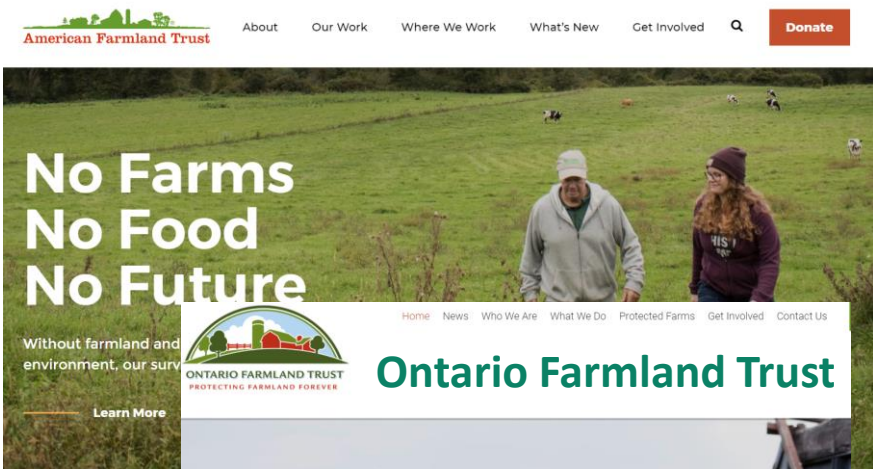 American Farmland Trust
About Our Work Where We Work What's New Get Involved Donate
No Farms
No Food
No Future
Without farmland and
environment, our surv
Learn More
Home News Who We Are What We Do Protected Farms Get Involved Contact Us
ONTARIO FARMLAND TRUST
PROTECTING FARMLAND FOREVER
Ontario Farmland Trust